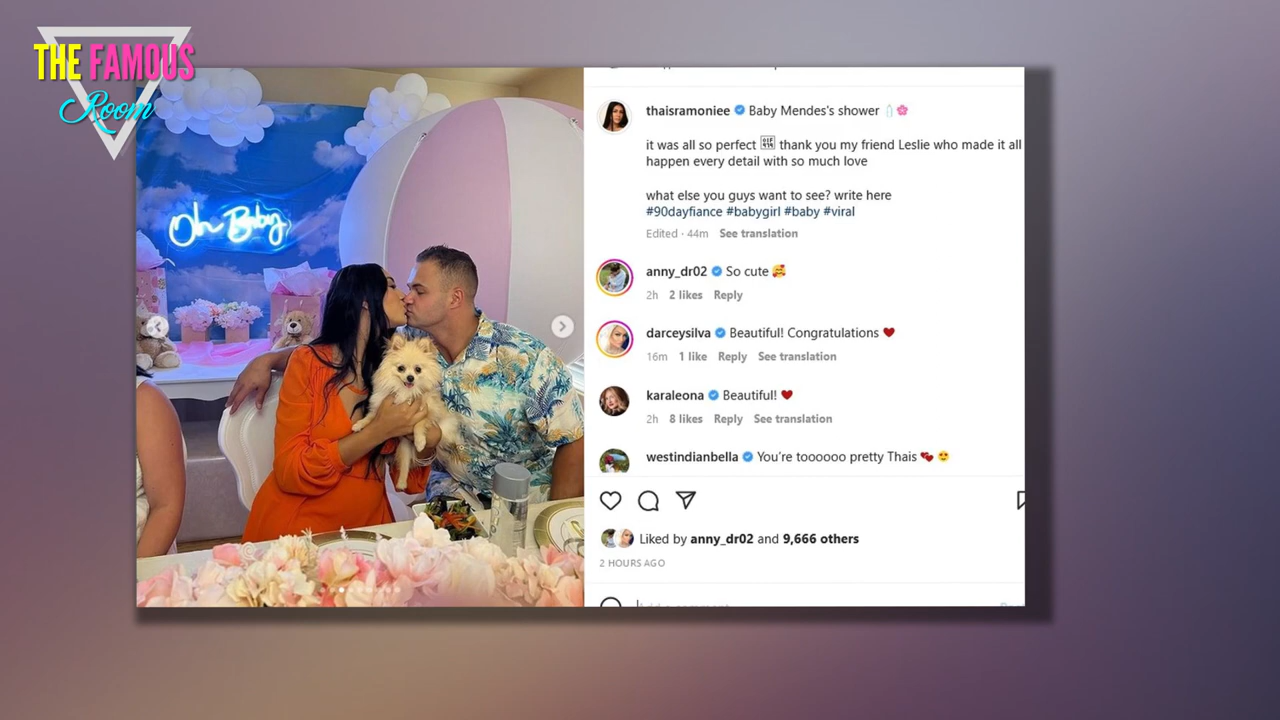 THE FAMOUS
Room
Oh Baby
thaisramoniee Baby Mendes's shower
it was all so perfect thank you my friend Leslie who made it all
happen every detail with so much love
what else you guys want to see? write here
#90dayfiance #babygirl #baby #viral
Edited · 44m See translation
anny_dr02 So cute 🥰
2h 2 likes Reply
darceysilva Beautiful! Congratulations ❤️
16m 1 like Reply See translation
karaleona Beautiful! ❤️
2h 8 likes Reply See translation
westindianbella You're toooooo pretty Thais 💕 😍
Liked by anny_dr02 and 9,666 others
2 HOURS AGO